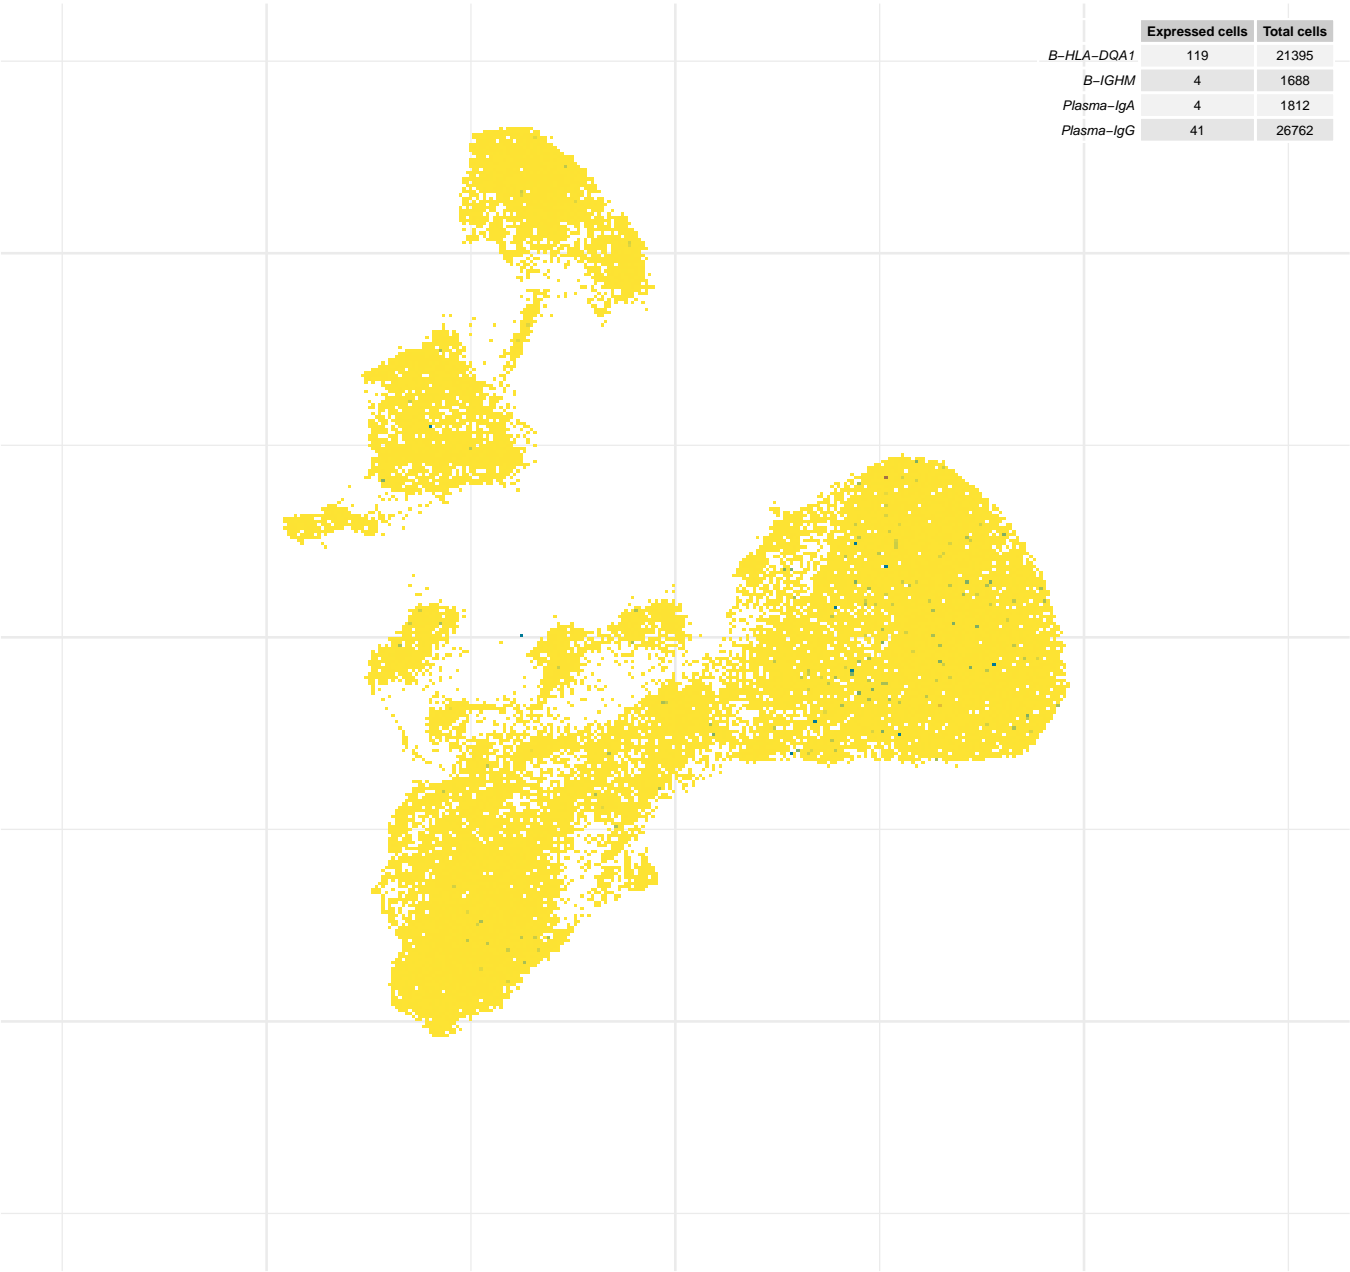 Expressed cells Total cells
B−HLA−DQA1 119 21395
B−IGHM 4 1688
Plasma−IgA 4 1812
Plasma−IgG 41 26762